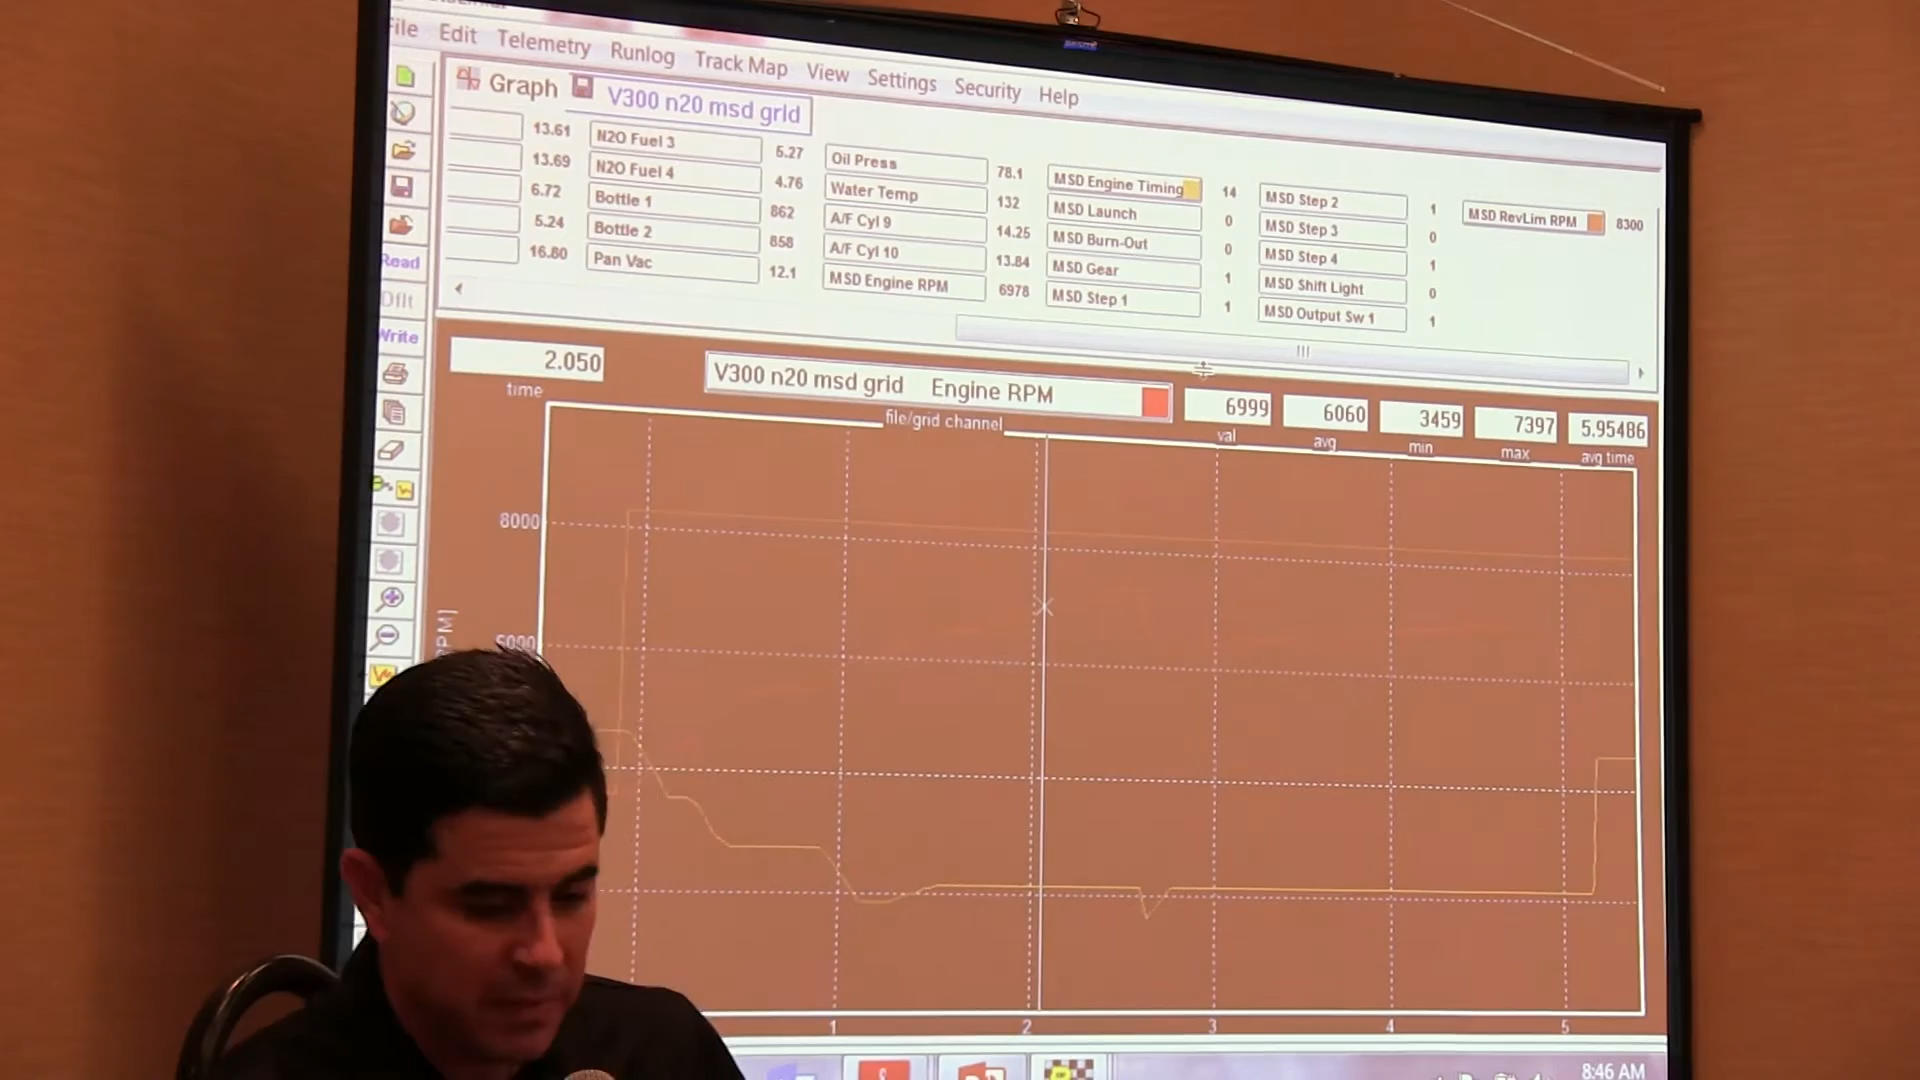 File Edit Telemetry Runlog Track Map View Settings Security Help
Graph V300 n20 msd grid
13.61 N2O Fuel 3 5.27 Oil Press 78.1 MSD Engine Timing 14 MSD Step 2 1 MSD RevLim RPM 8300
13.69 N2O Fuel 4 4.76 Water Temp 132 MSD Launch 0 MSD Step 3 0
6.72 Bottle 1 862 A/F Cyl 9 14.25 MSD Burn-Out 0 MSD Step 4 1
5.24 Bottle 2 858 A/F Cyl 10 13.84 MSD Gear 1 MSD Shift Light 0
16.80 Pan Vac 12.1 MSD Engine RPM 6978 MSD Step 1 1 MSD Output Sw 1 1
Read
Dflt
Write
2.050 V300 n20 msd grid Engine RPM 6999 6060 3459 7397 5.95486
time file/grid channel val avg min max avg time
8000
1 2 3 4 5
8:46 AM